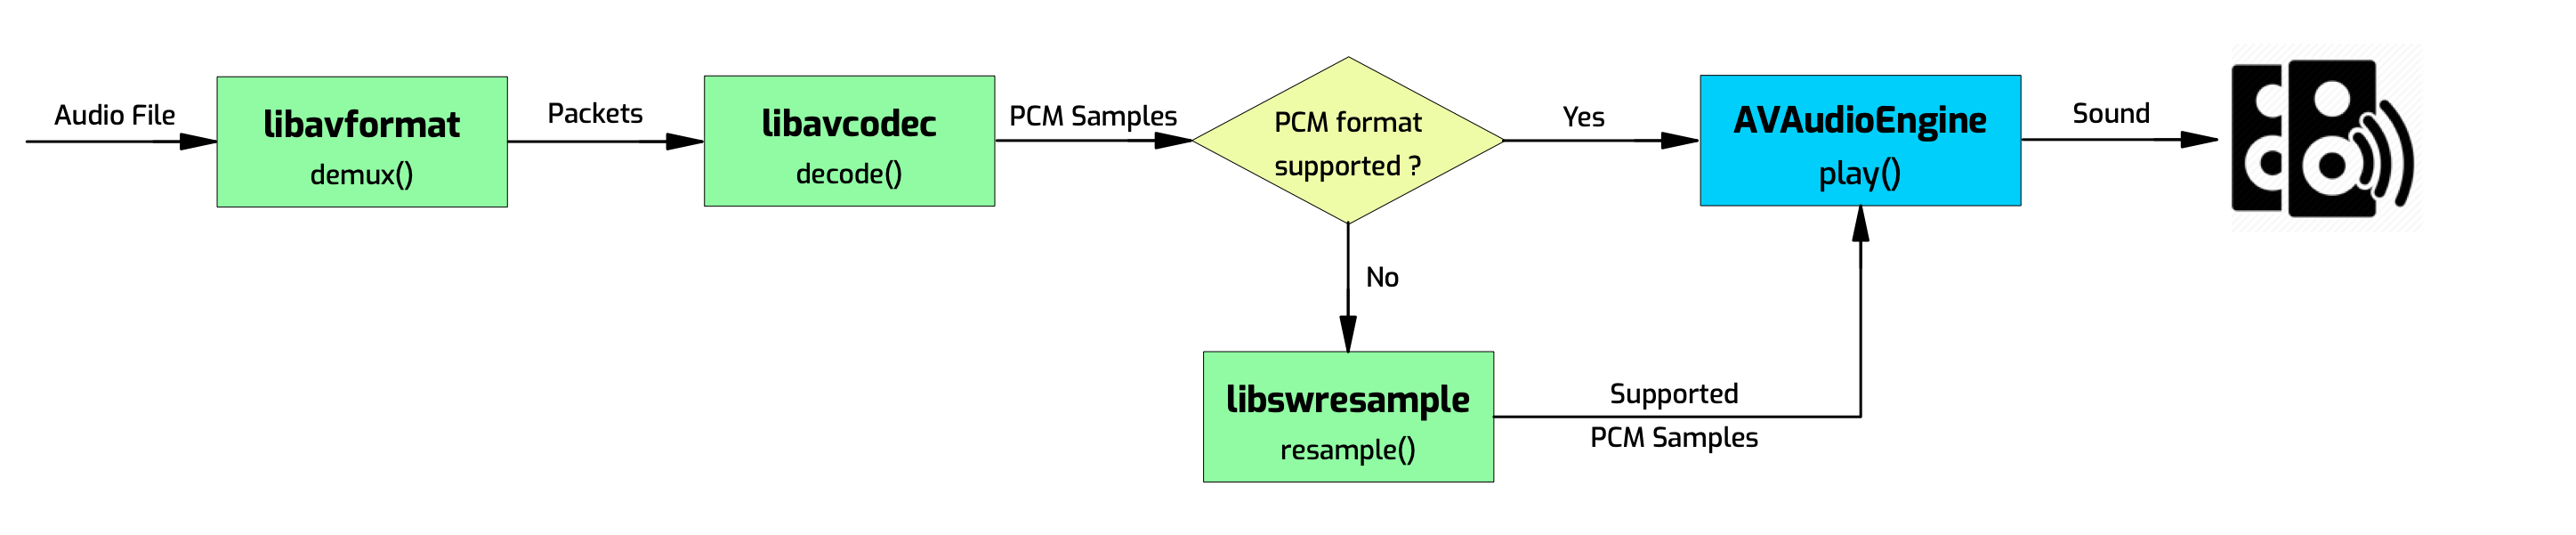 Audio File
libavformat
demux()
Packets
libavcodec
decode()
PCM Samples
PCM format
supported ?
Yes
AVAudioEngine
play()
Sound
No
libswresample
resample()
Supported
PCM Samples